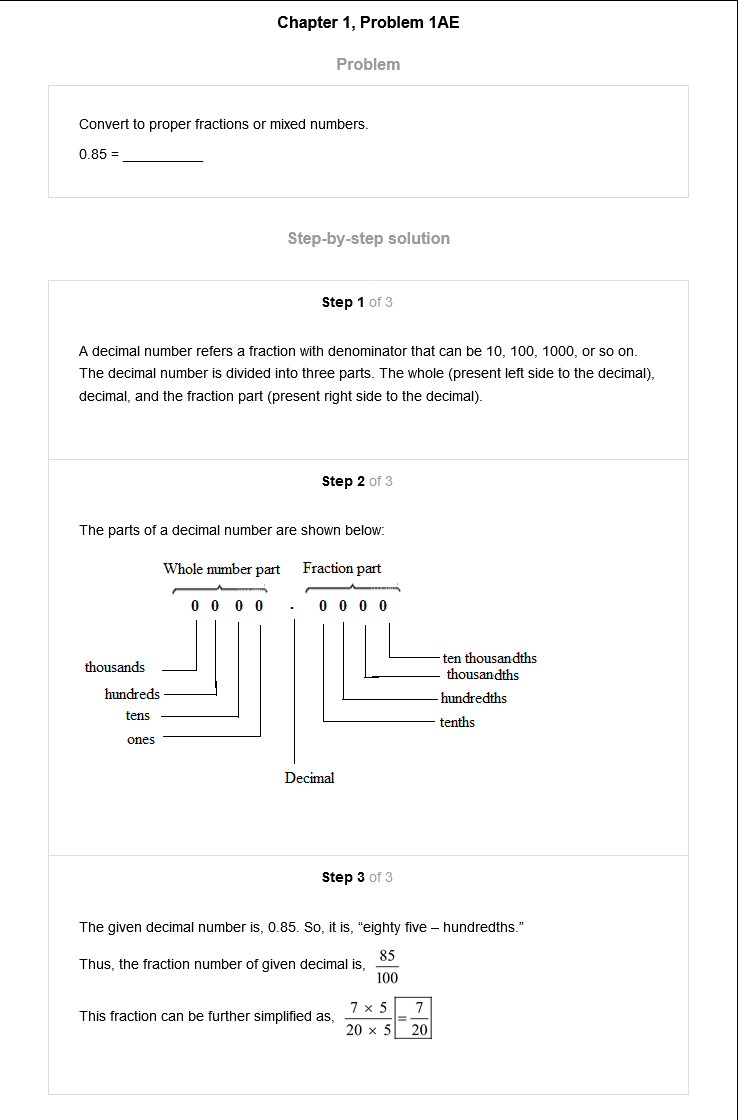 Chapter 1, Problem 1AE
Problem
Convert to proper fractions or mixed numbers.
0.85 = __________
Step-by-step solution
Step 1 of 3
A decimal number refers a fraction with denominator that can be 10, 100, 1000, or so on.
The decimal number is divided into three parts. The whole (present left side to the decimal),
decimal, and the fraction part (present right side to the decimal).
Step 2 of 3
The parts of a decimal number are shown below:
Whole number part Fraction part
0 0 0 0 . 0 0 0 0
thousands
hundreds
tens
ones
ten thousandths
thousandths
hundredths
tenths
Decimal
Step 3 of 3
The given decimal number is, 0.85. So, it is, “eighty five – hundredths.”
Thus, the fraction number of given decimal is, 85/100
This fraction can be further simplified as, 7 × 5/20 × 5 = 7/20